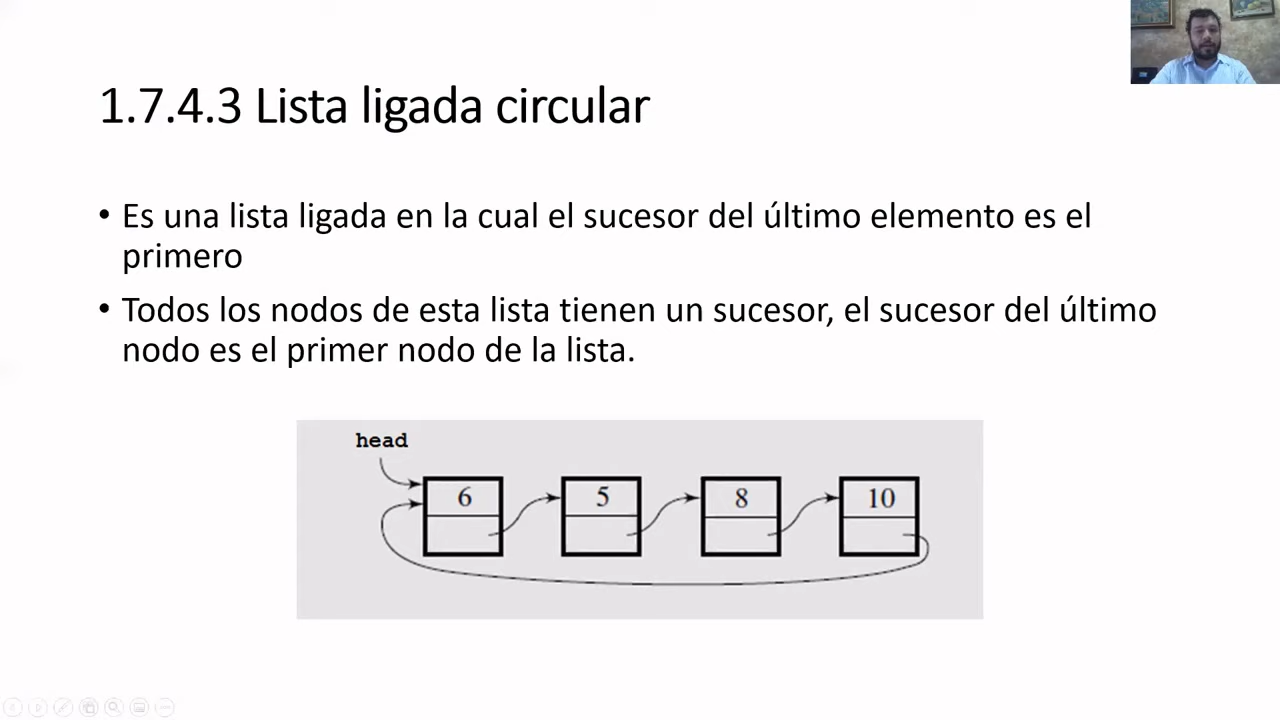 1.7.4.3 Lista ligada circular
• Es una lista ligada en la cual el sucesor del último elemento es el
primero
• Todos los nodos de esta lista tienen un sucesor, el sucesor del último
nodo es el primer nodo de la lista.
head
6 5 8 10